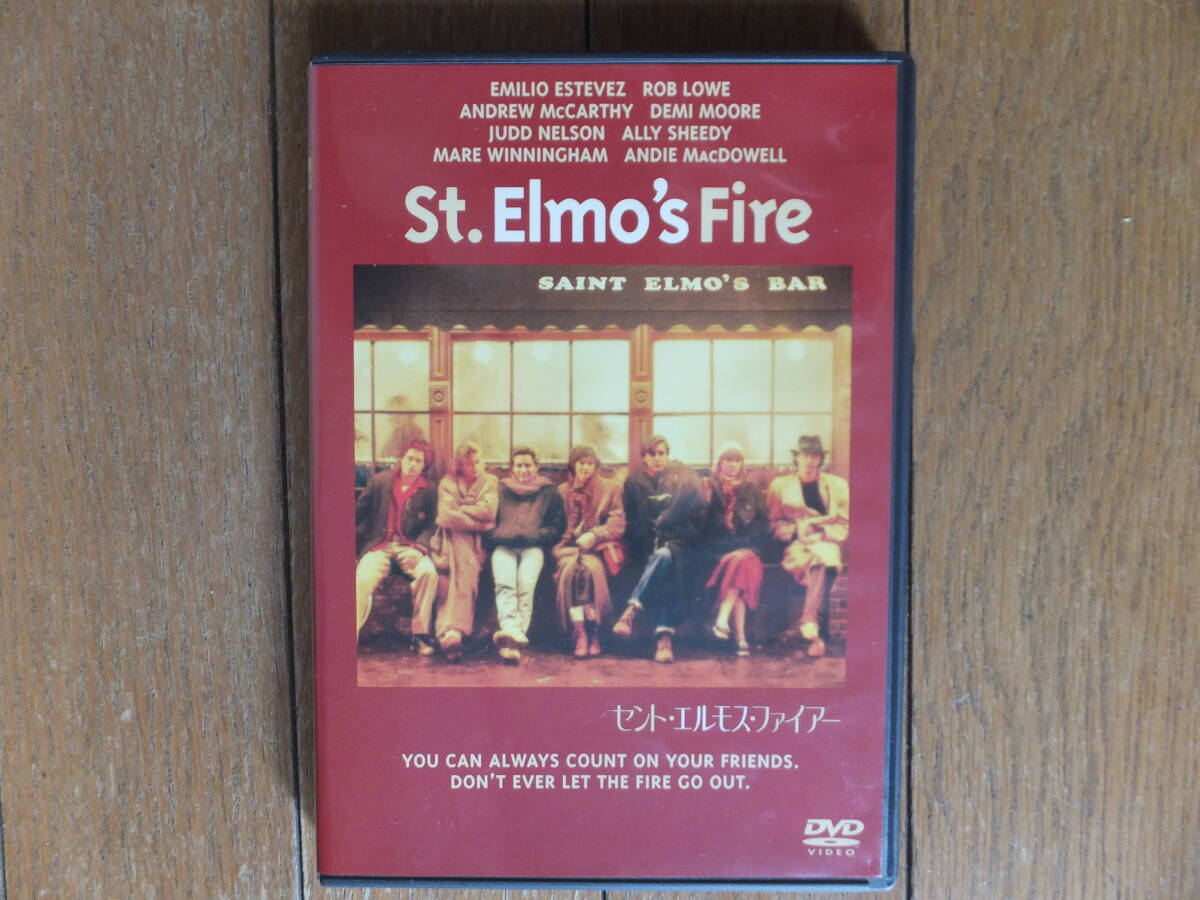 EMILIO ESTEVEZ ROB LOWE
ANDREW McCARTHY DEMI MOORE
JUDD NELSON ALLY SHEEDY
MARE WINNINGHAM ANDIE MacDOWELL
St. Elmo's Fire
SAINT ELMO'S BAR
セント・エルモス・ファイアー
YOU CAN ALWAYS COUNT ON YOUR FRIENDS.
DON'T EVER LET THE FIRE GO OUT.
DVD
VIDEO